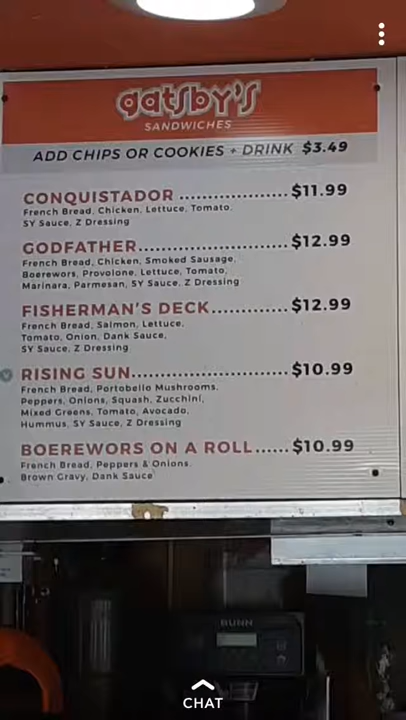 gatsby's
SANDWICHES
ADD CHIPS OR COOKIES + DRINK $3.49
CONQUISTADOR ..................$11.99
French Bread, Chicken, Lettuce, Tomato,
SY Sauce, Z Dressing
GODFATHER.........................$12.99
French Bread, Chicken, Smoked Sausage,
Boerewors, Provolone, Lettuce, Tomato,
Marinara, Parmesan, SY Sauce, Z Dressing
FISHERMAN'S DECK.............$12.99
French Bread, Salmon, Lettuce,
Tomato, Onion, Dank Sauce,
SY Sauce, Z Dressing
V RISING SUN..........................$10.99
French Bread, Portobello Mushrooms,
Peppers, Onions, Squash, Zucchini,
Mixed Greens, Tomato, Avocado,
Hummus, SY Sauce, Z Dressing
BOEREWORS ON A ROLL......$10.99
French Bread, Peppers & Onions
Brown Gravy, Dank Sauce
BUNN
CHAT